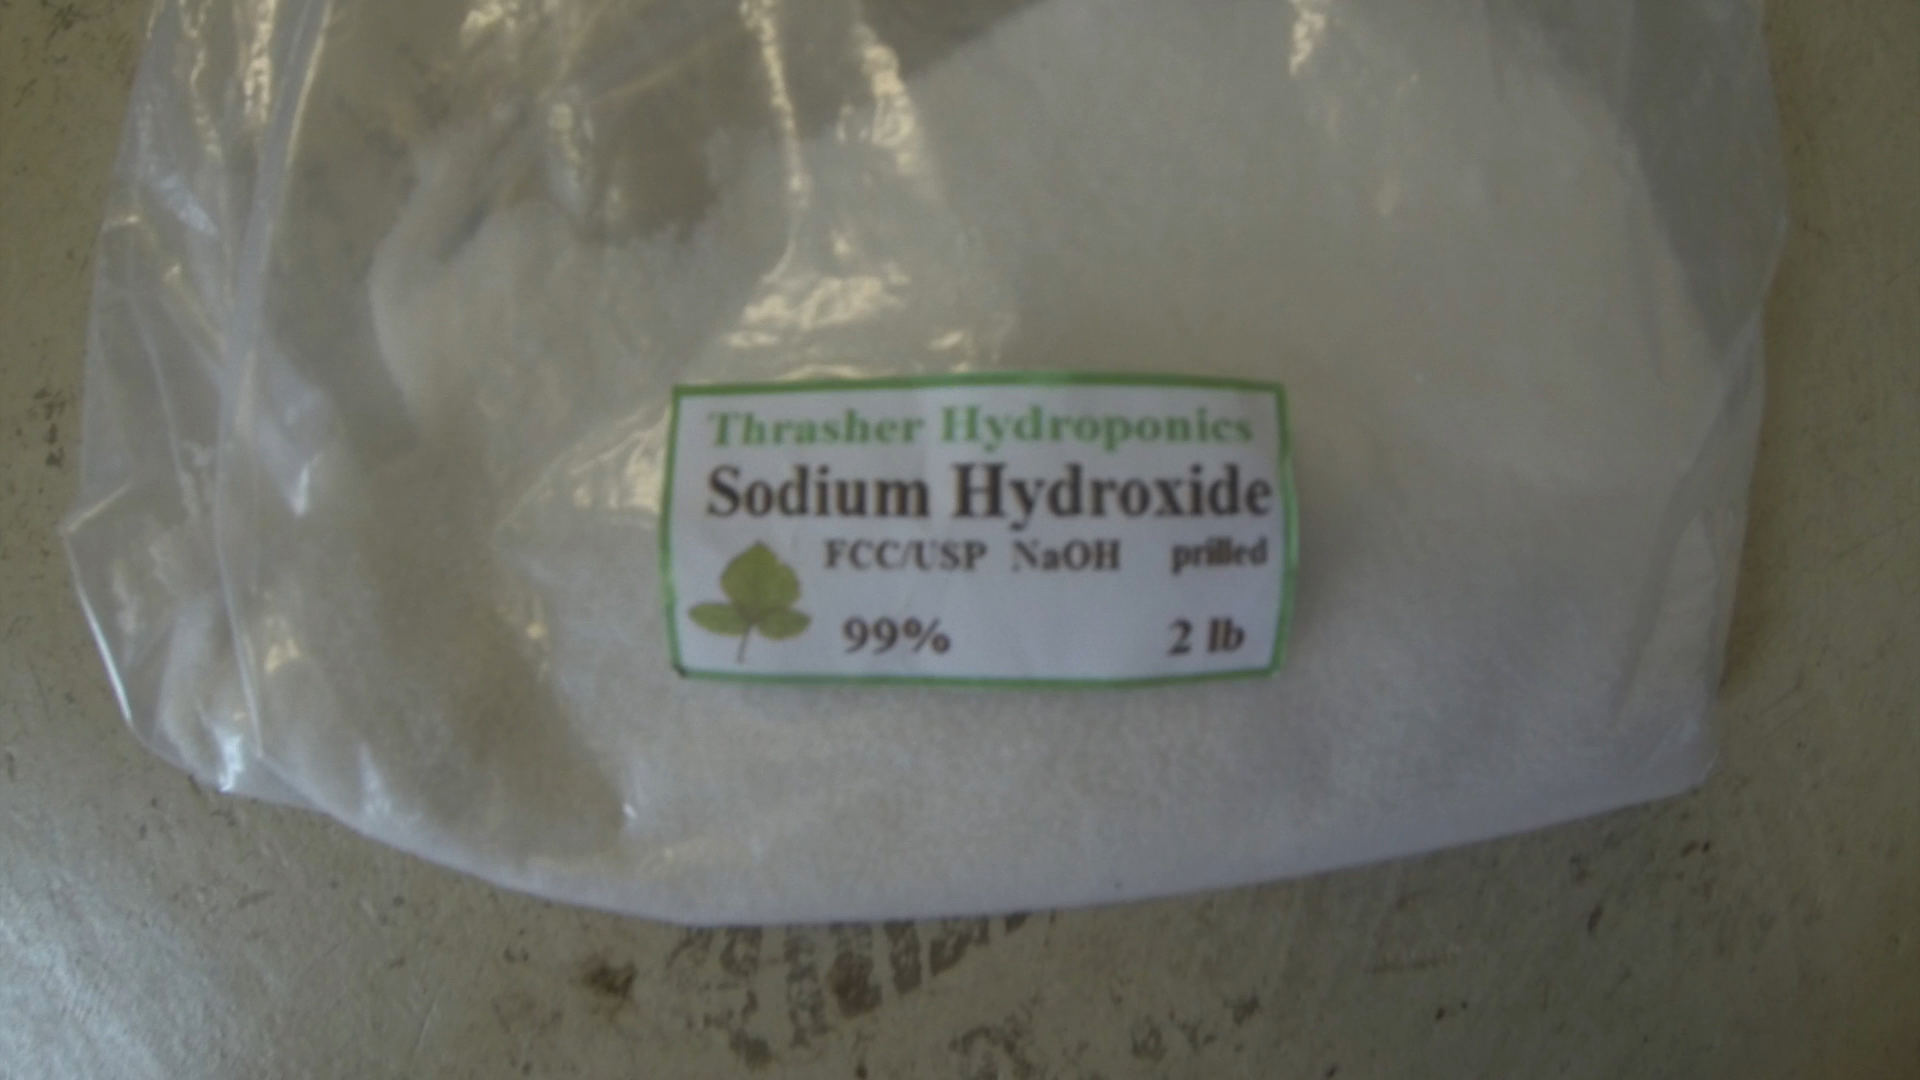 Thrasher Hydroponics
Sodium Hydroxide
FCC/USP NaOH prilled
99% 2 lb